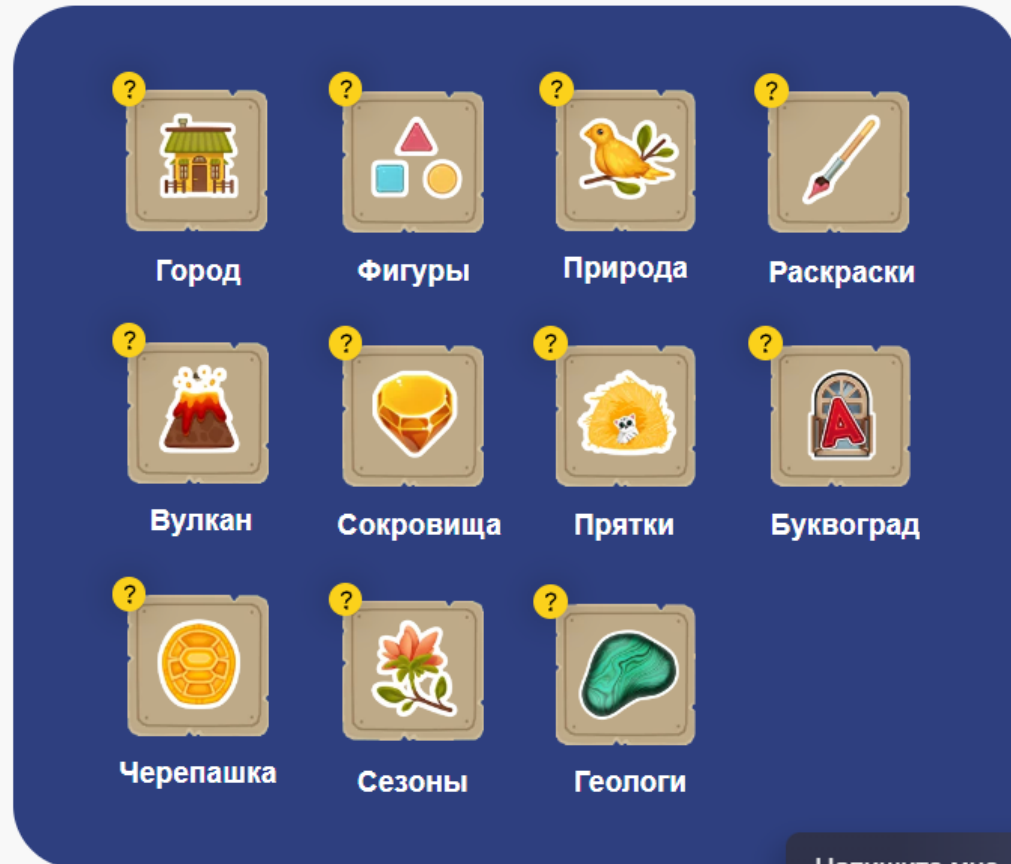 ?
?
?
?
Город
Фигуры
Природа
Раскраски
?
?
?
?
А
Вулкан
Сокровища
Прятки
Буквоград
?
?
?
Черепашка
Сезоны
Геологи